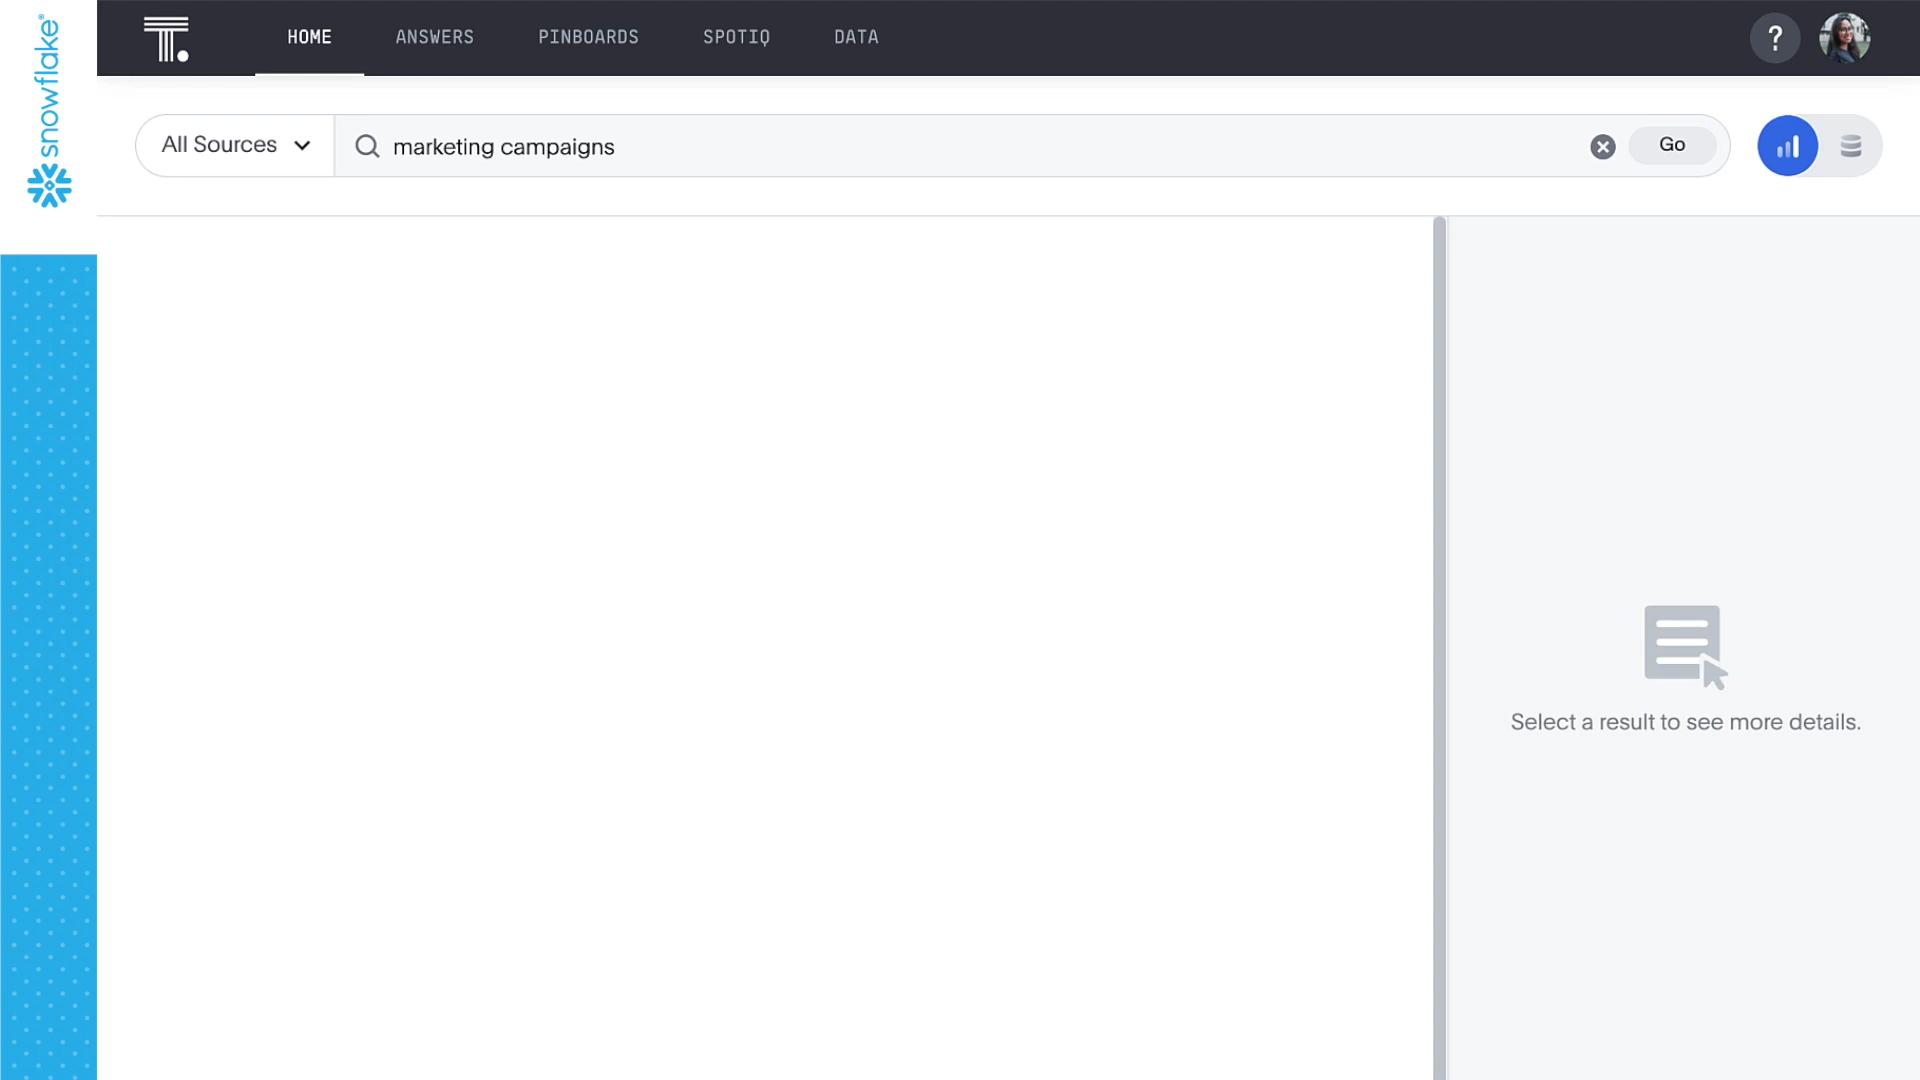 snowflake®
T.
HOME
ANSWERS
PINBOARDS
SPOTIQ
DATA
?
All Sources
marketing campaigns
Go
Select a result to see more details.